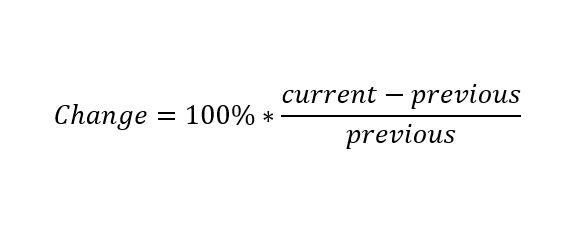 Change = 100% * current − previous
previous